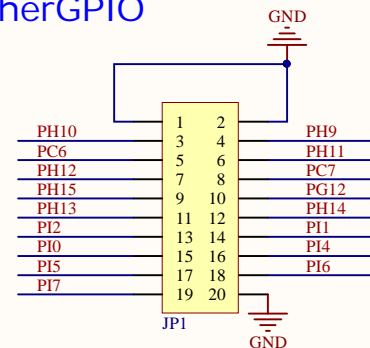 herGPIO
GND
1 2
PH10 3 4 PH9
PC6 5 6 PH11
PH12 7 8 PC7
PH15 9 10 PG12
PH13 11 12 PH14
PI2 13 14 PI1
PI0 15 16 PI4
PI5 17 18 PI6
PI7 19 20
JP1
GND